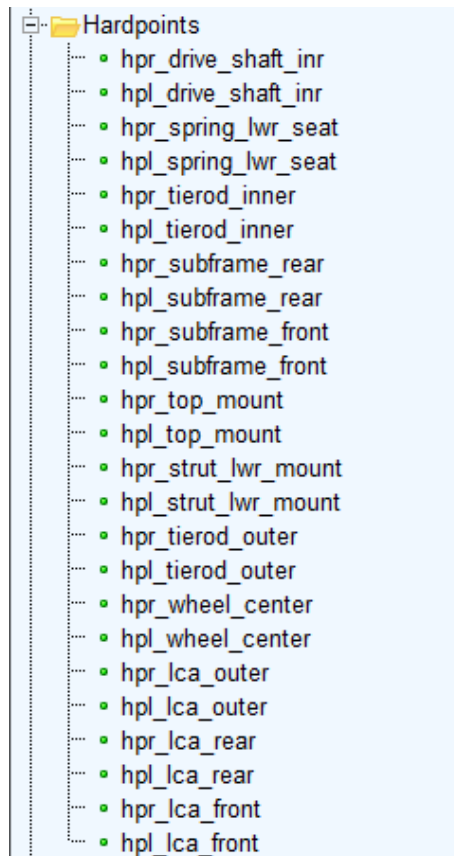 Hardpoints
hpr_drive_shaft_inr
hpl_drive_shaft_inr
hpr_spring_lwr_seat
hpl_spring_lwr_seat
hpr_tierod_inner
hpl_tierod_inner
hpr_subframe_rear
hpl_subframe_rear
hpr_subframe_front
hpl_subframe_front
hpr_top_mount
hpl_top_mount
hpr_strut_lwr_mount
hpl_strut_lwr_mount
hpr_tierod_outer
hpl_tierod_outer
hpr_wheel_center
hpl_wheel_center
hpr_lca_outer
hpl_lca_outer
hpr_lca_rear
hpl_lca_rear
hpr_lca_front
hpl_lca_front